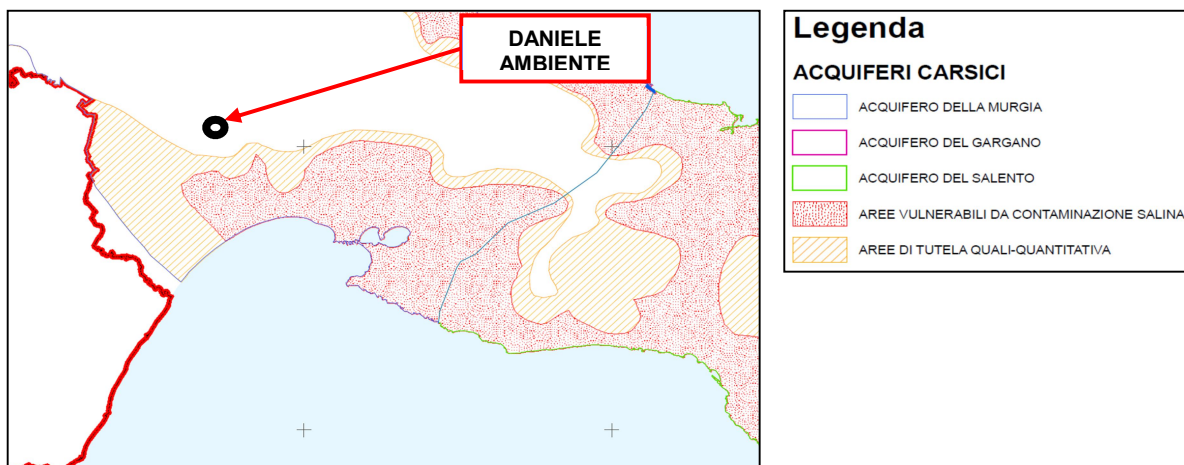 DANIELE
AMBIENTE
Legenda
ACQUIFERI CARSICI
ACQUIFERO DELLA MURGIA
ACQUIFERO DEL GARGANO
ACQUIFERO DEL SALENTO
AREE VULNERABILI DA CONTAMINAZIONE SALINA
AREE DI TUTELA QUALI-QUANTITATIVA